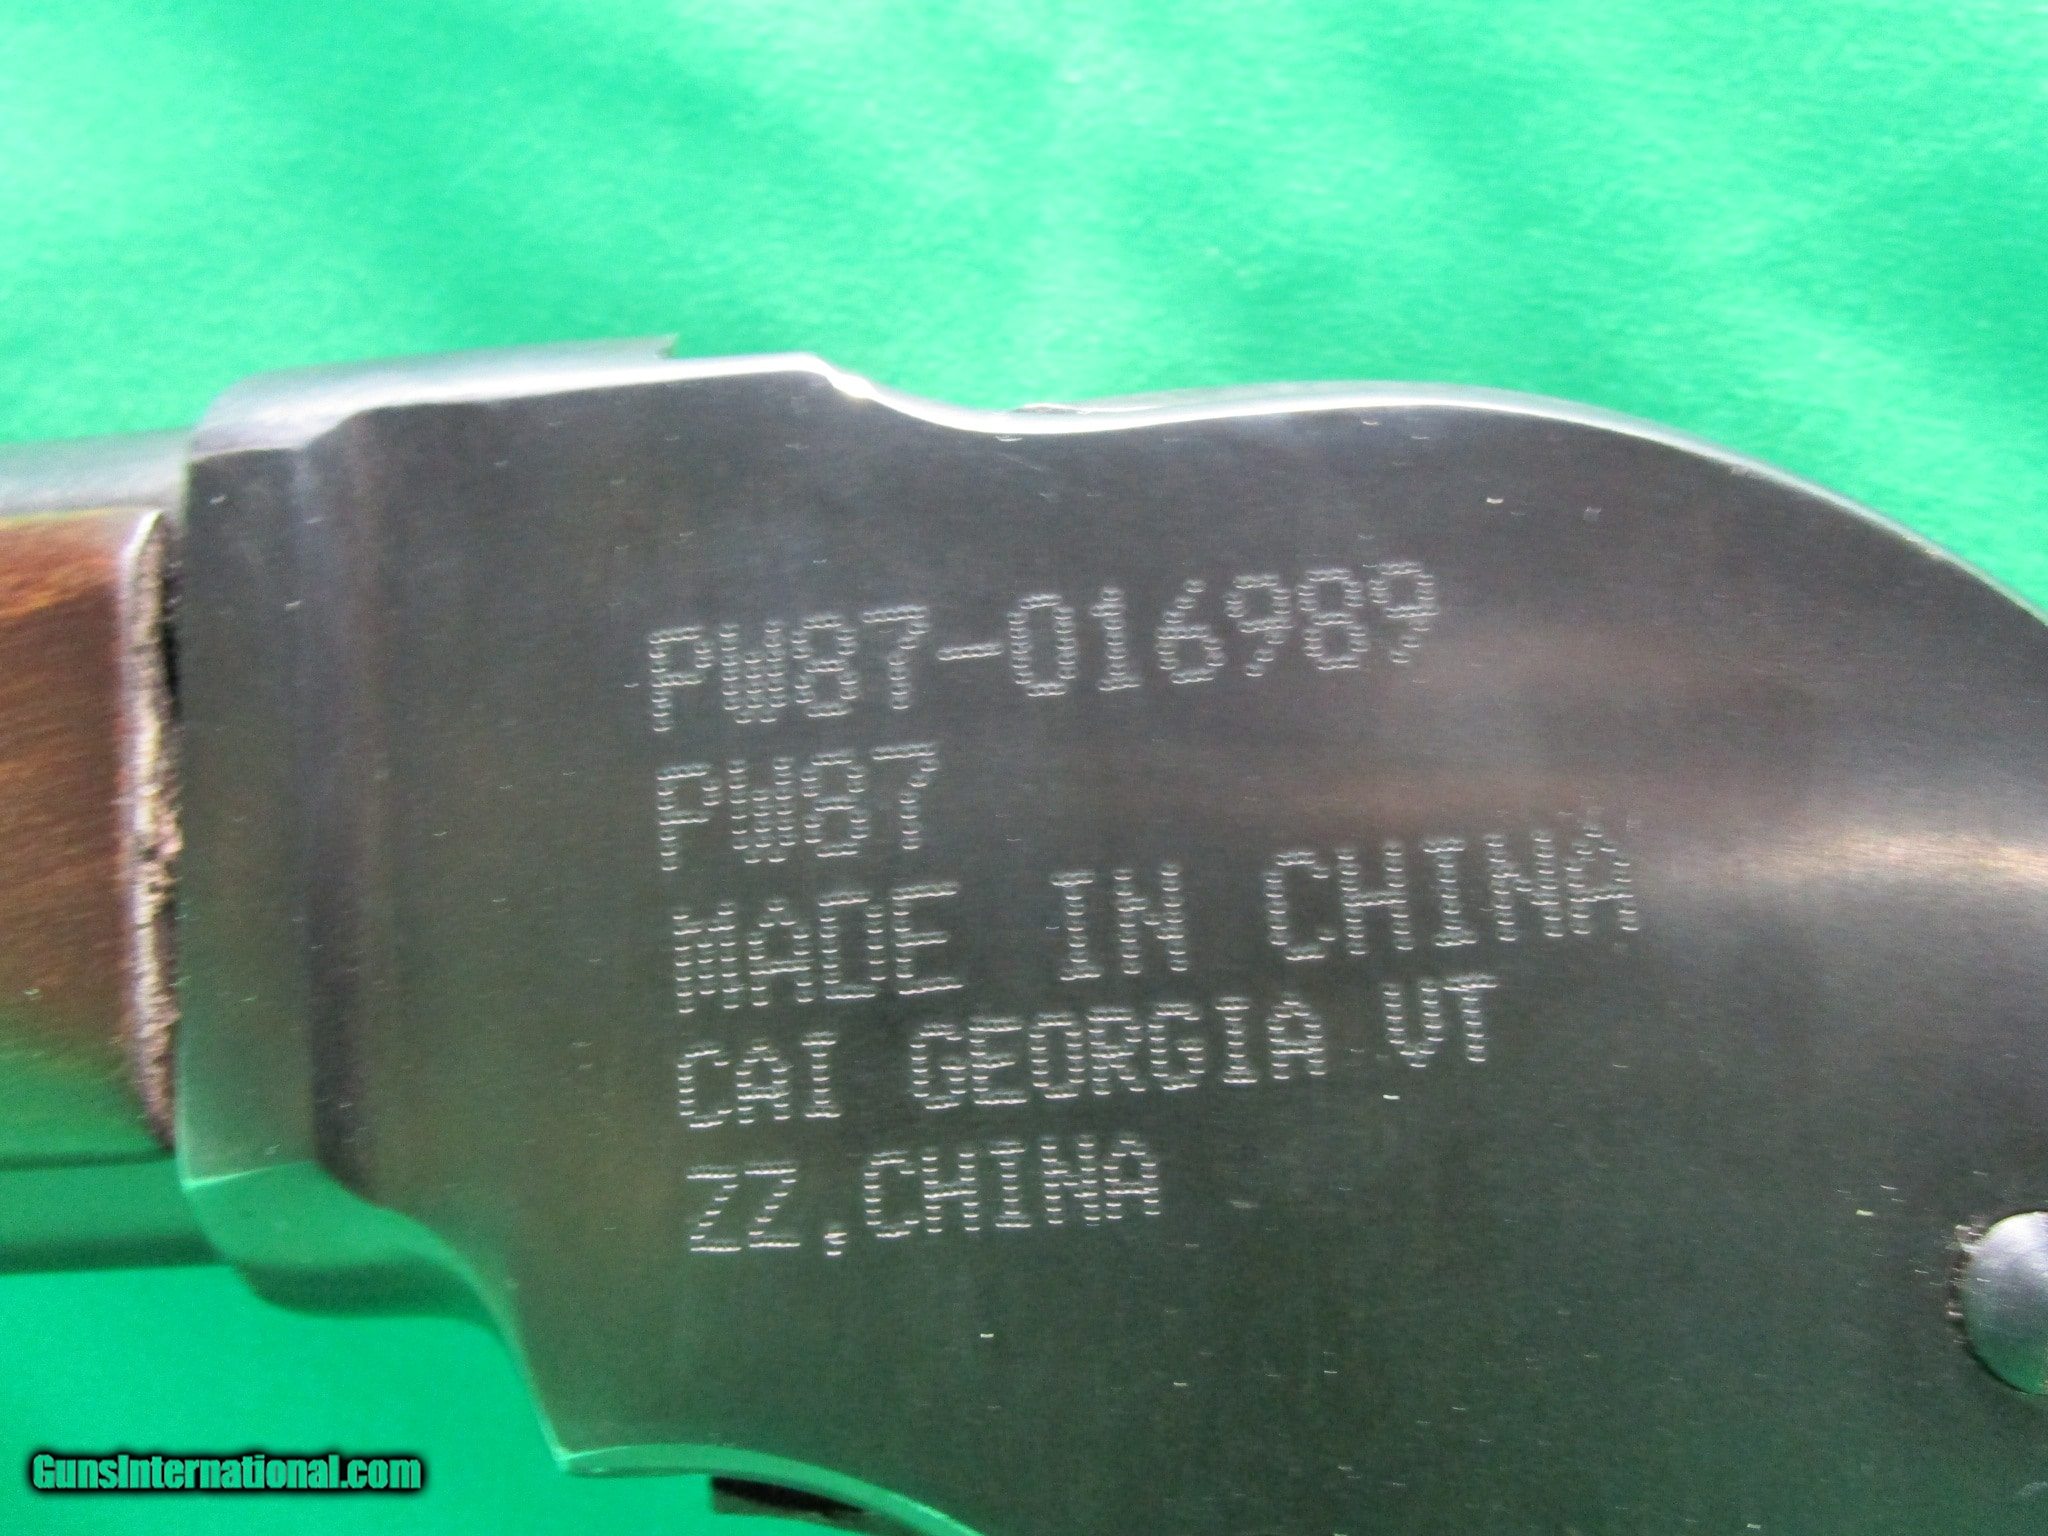 PW87-016989
PW87
MADE IN CHINA
CAI GEORGIA VT
ZZ,CHINA
GunsInternational.com